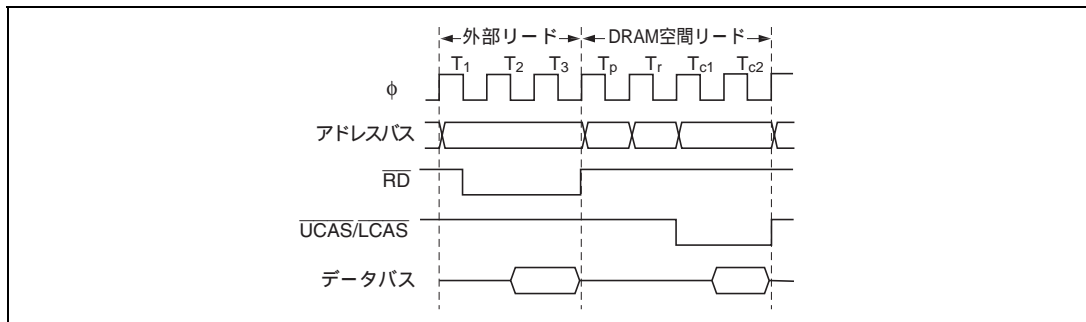 外部リード DRAM空間リード
T1 T2 T3 Tp Tr Tc1 Tc2
φ
アドレスバス
RD
UCAS/LCAS
データバス